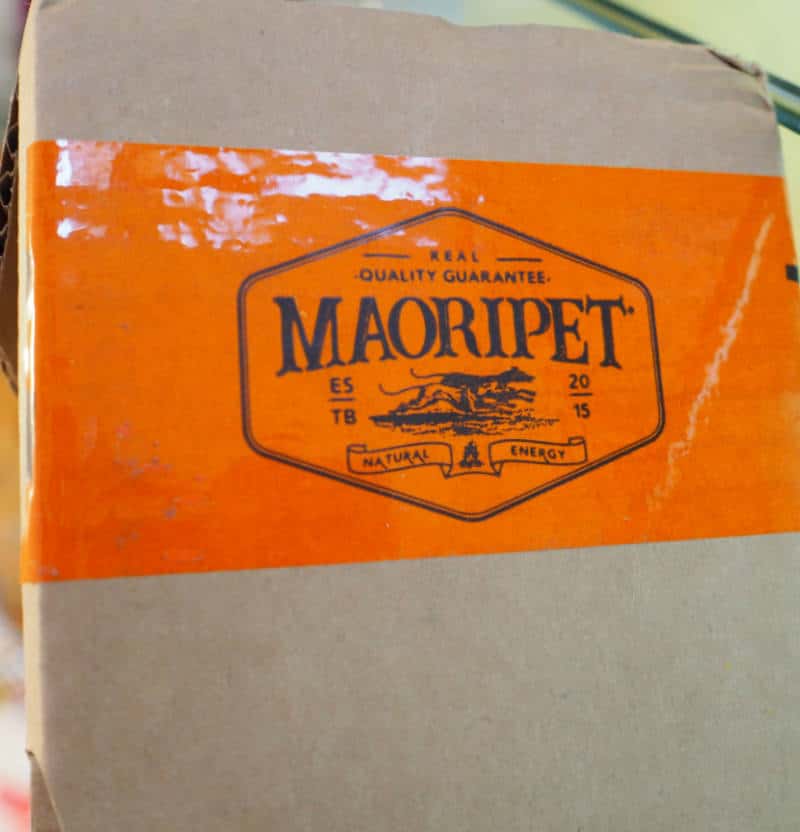 REAL
·QUALITY GUARANTEE·
MAORIPET
ES 20
TB 15
NATURAL ENERGY